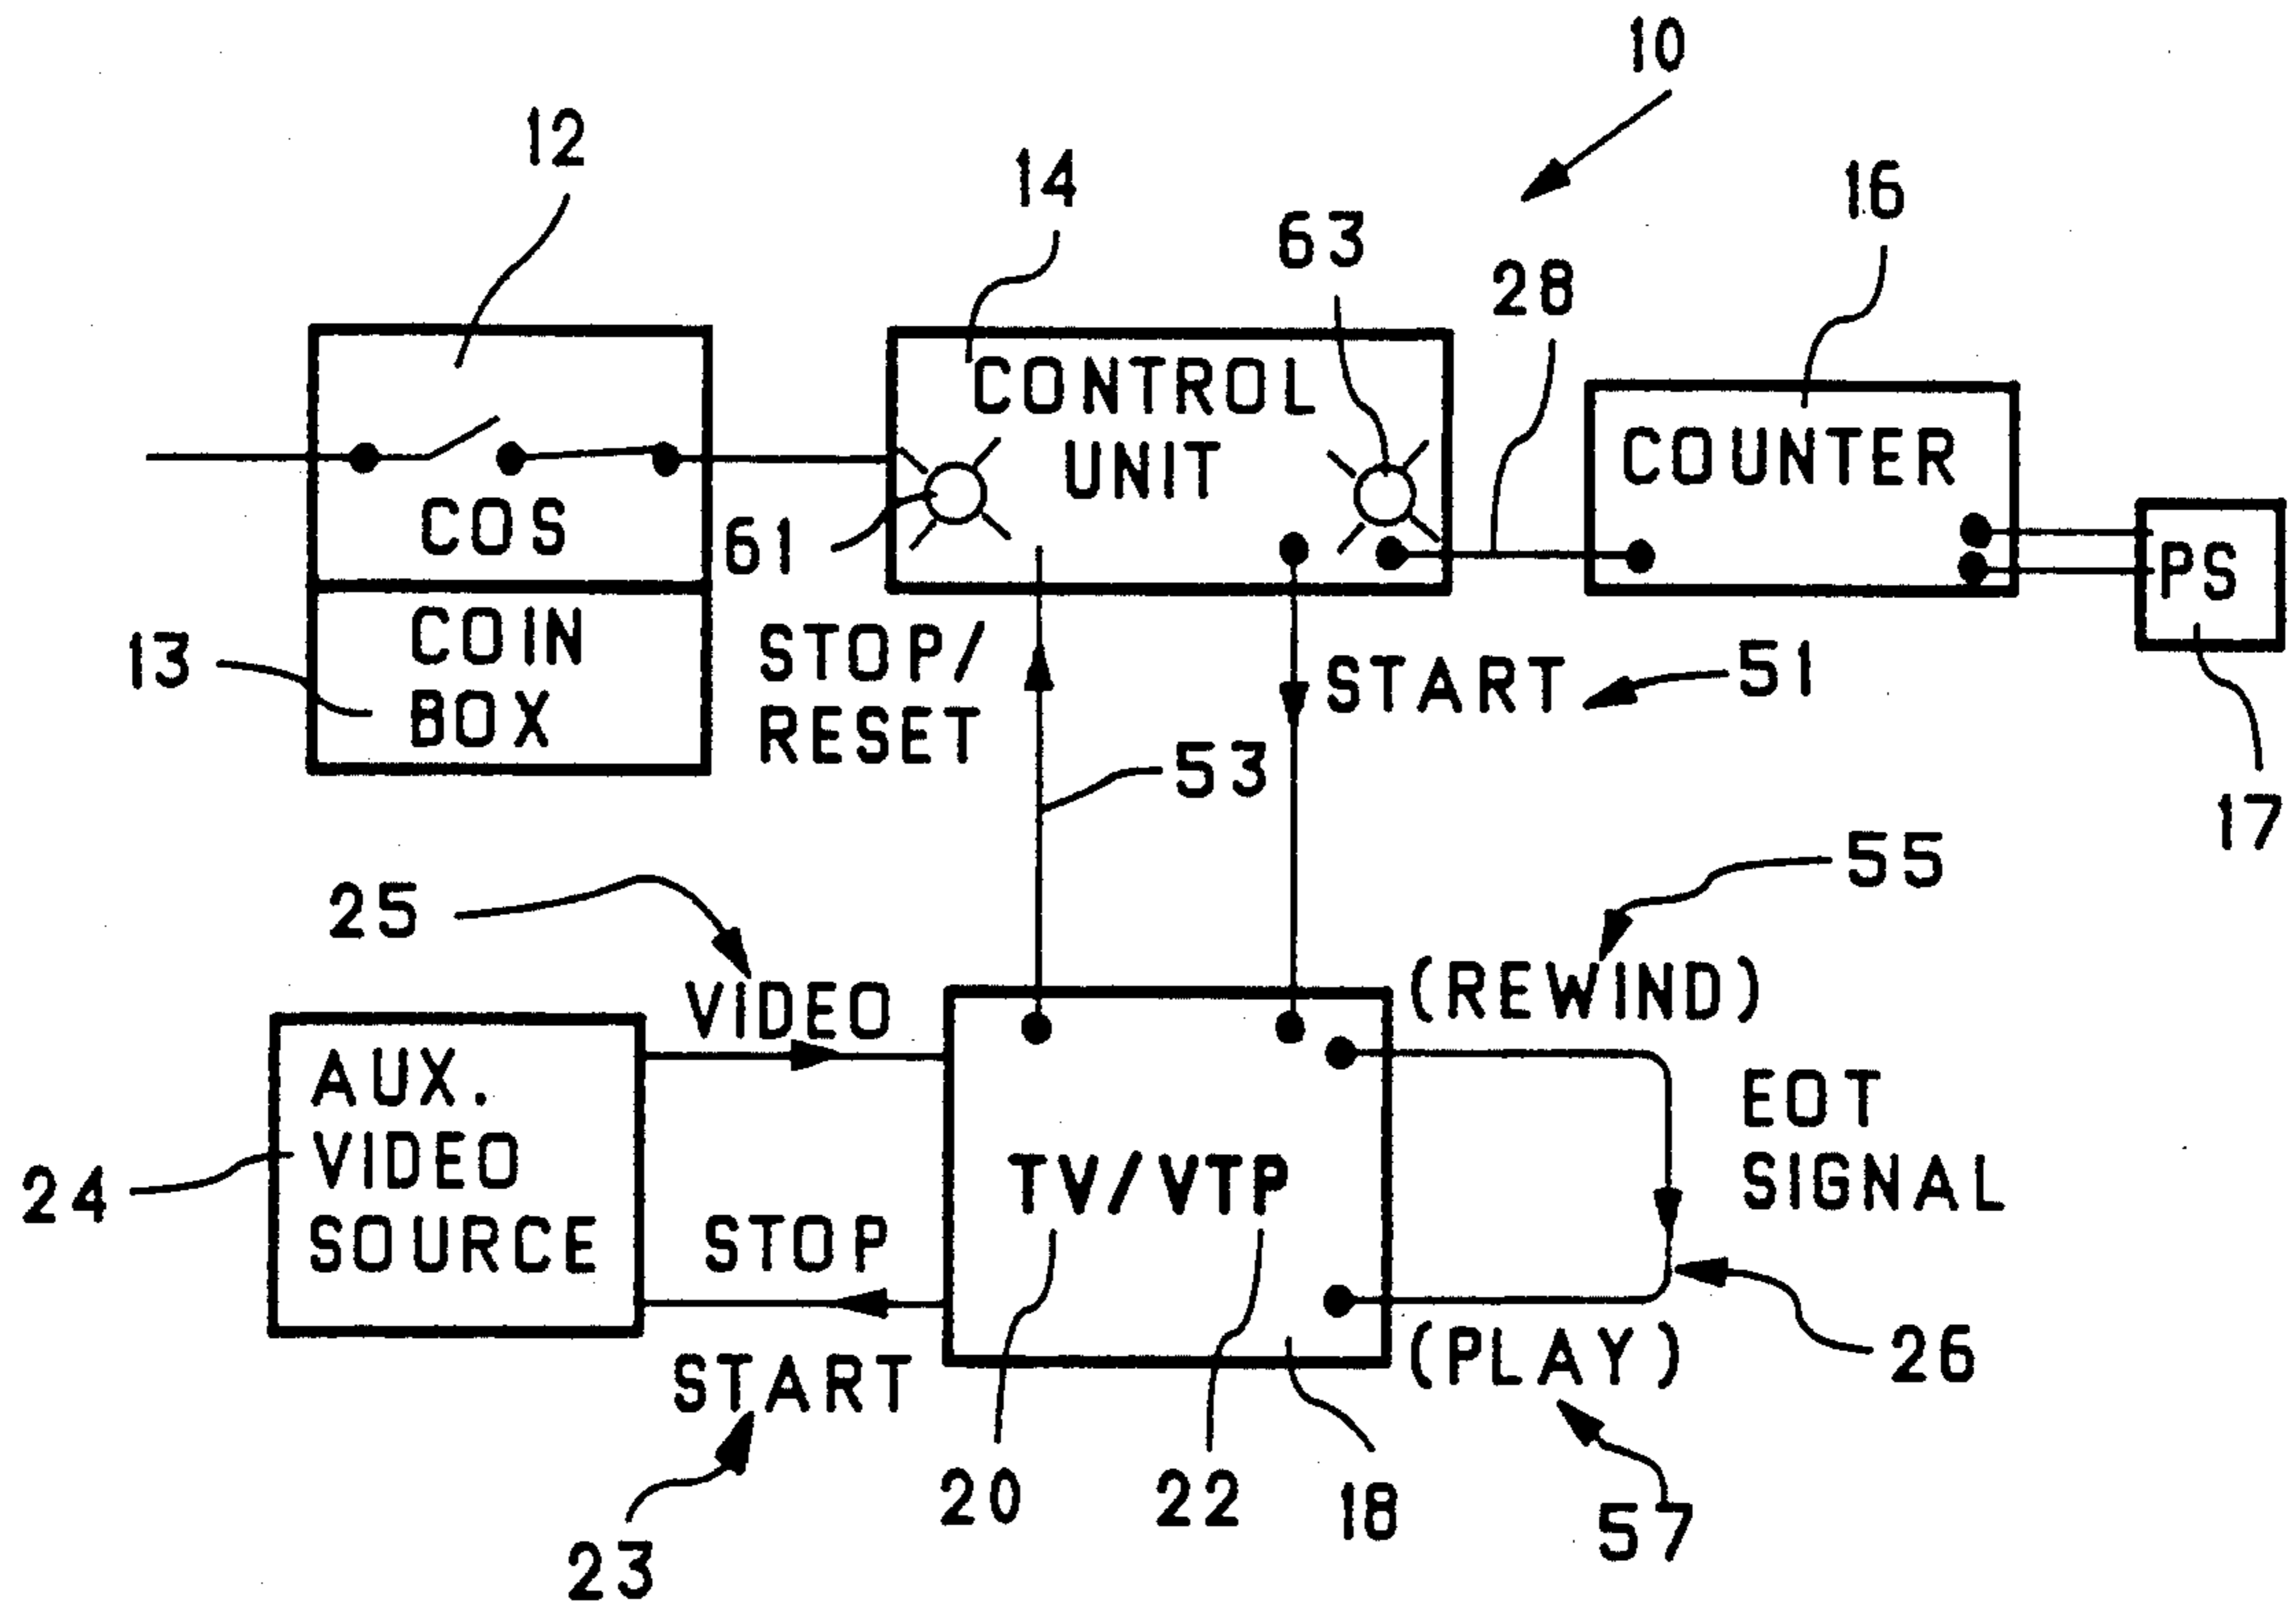 10
12
14
16
63
28
CONTROL
UNIT
COUNTER
COS
61
PS
13
COIN
BOX
STOP/
RESET
START
51
53
17
55
25
VIDEO
(REWIND)
AUX.
VIDEO
SOURCE
24
TV/VTP
EOT
SIGNAL
STOP
START
(PLAY)
26
20
22
18
57
23